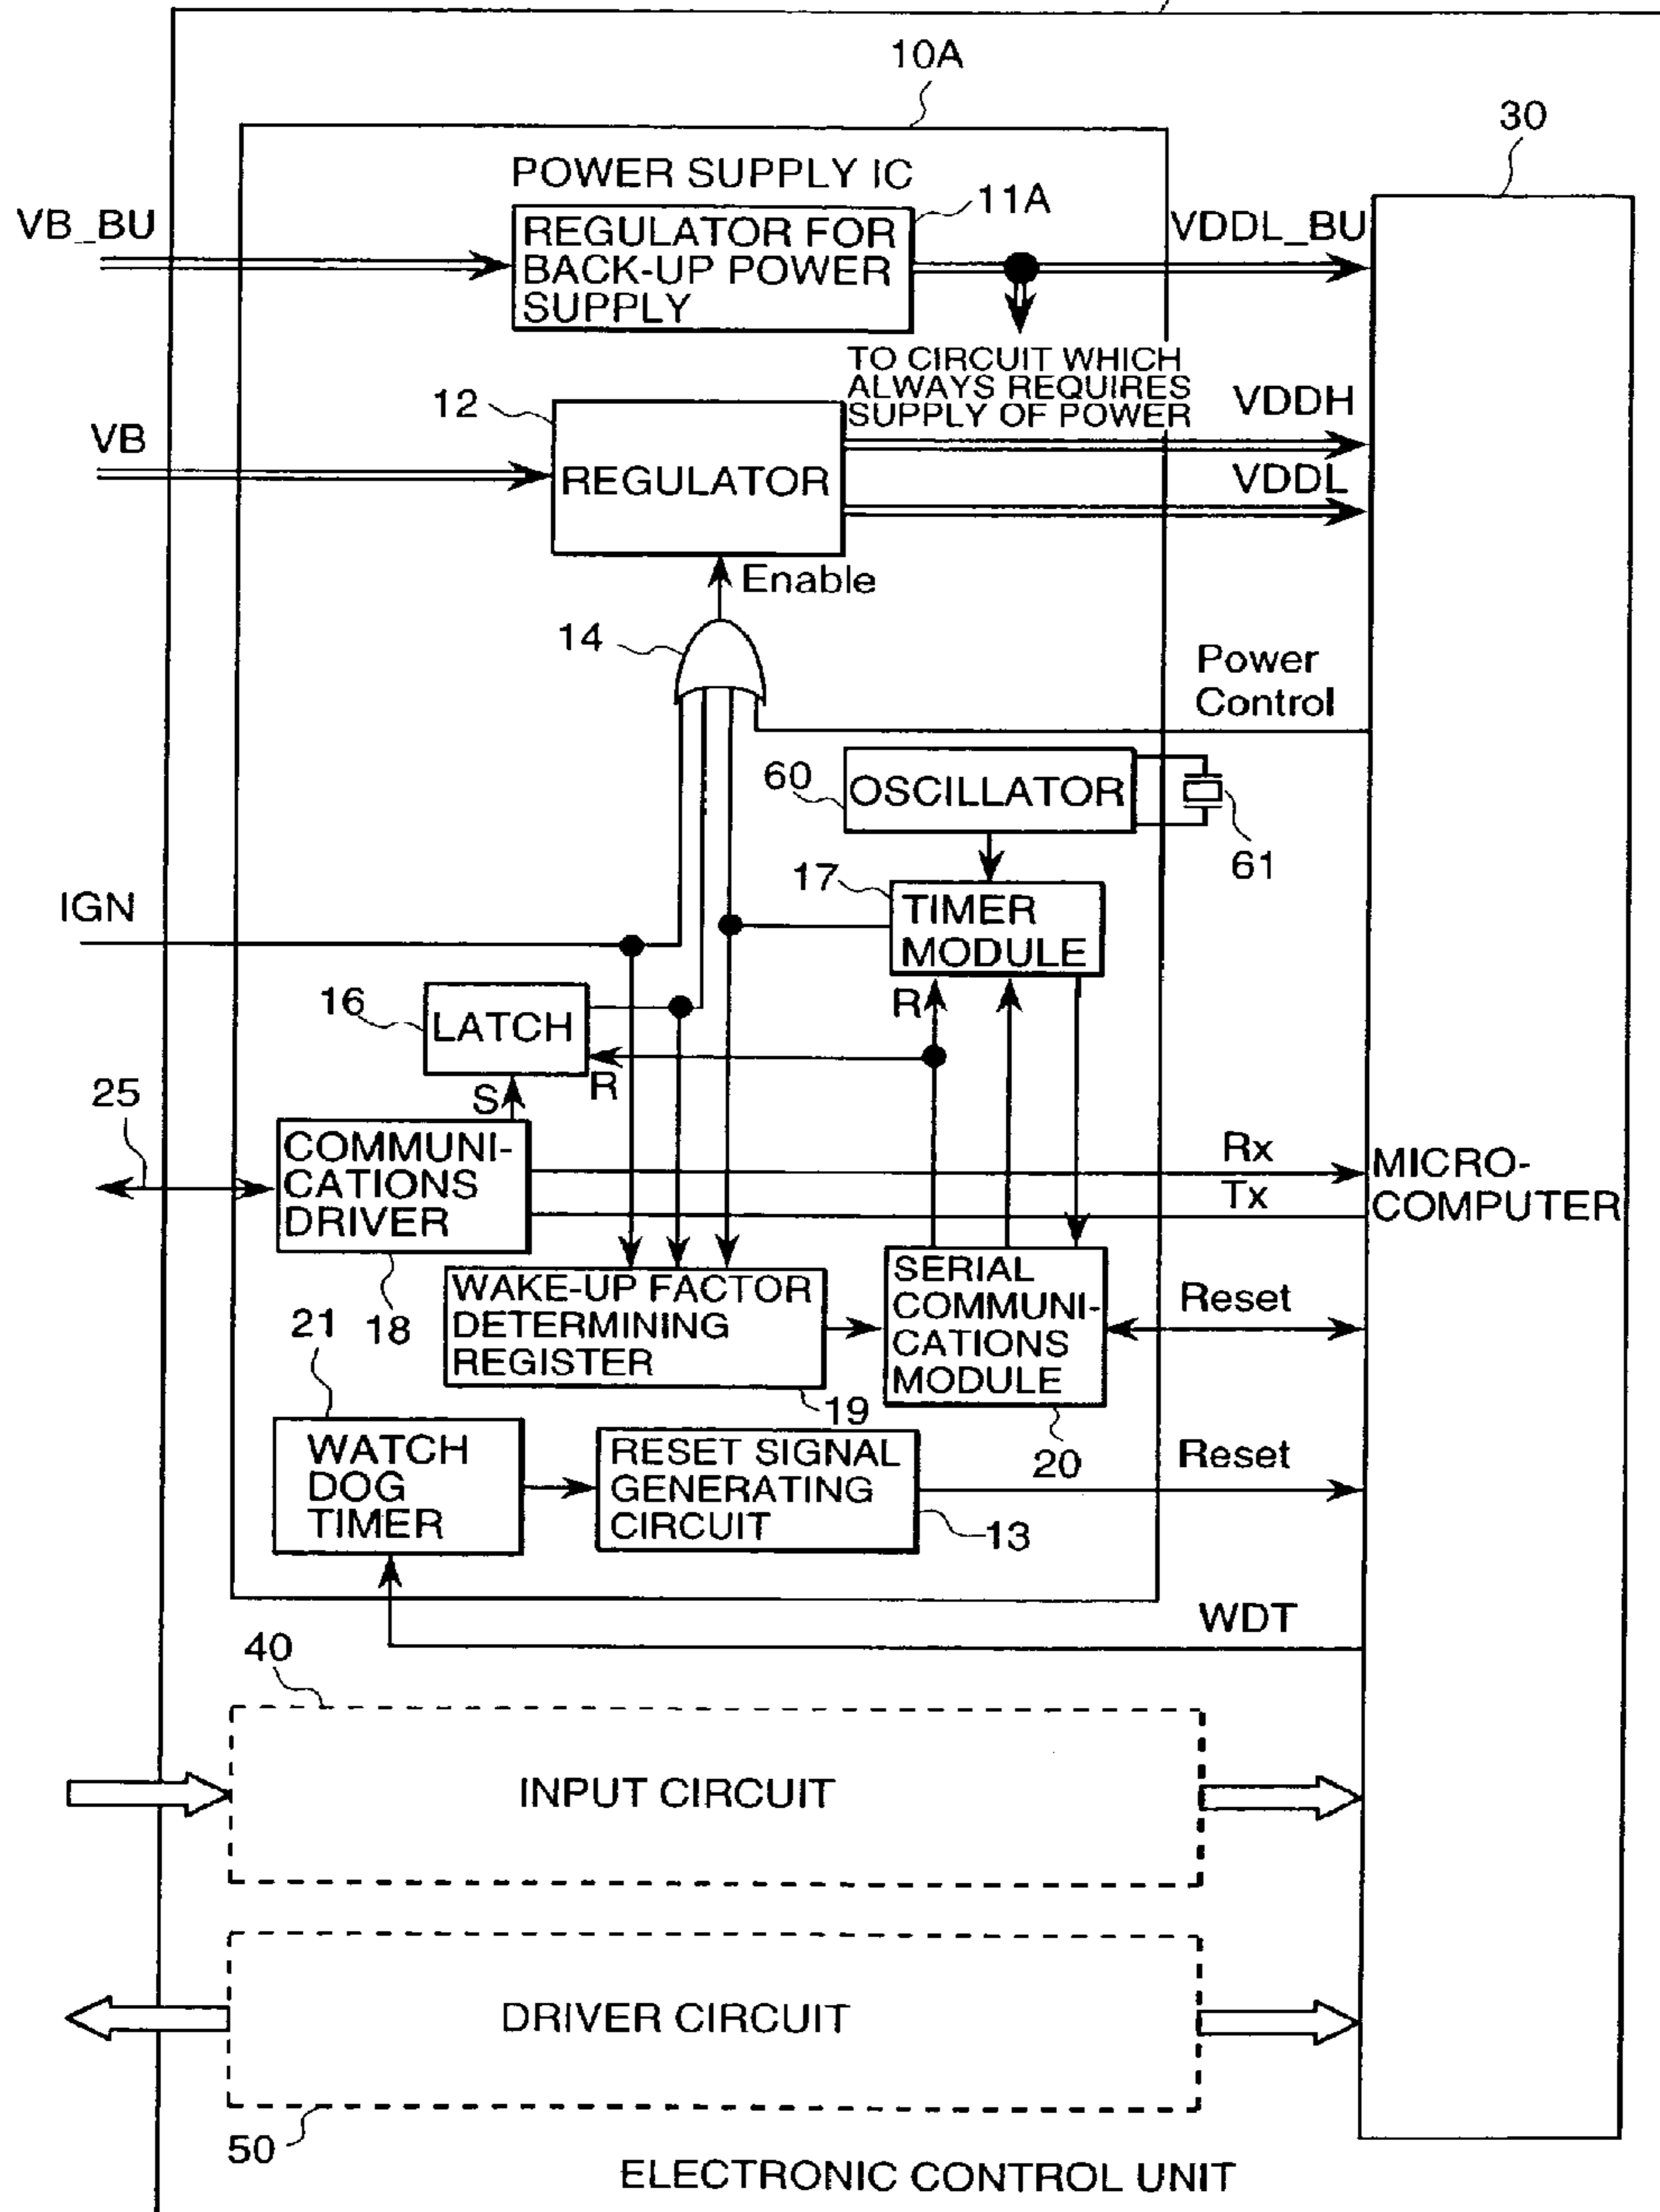 10A
30
POWER SUPPLY IC
11A
VB_BU
REGULATOR FOR
BACK-UP POWER
SUPPLY
VDDL_BU
TO CIRCUIT WHICH
ALWAYS REQUIRES
SUPPLY OF POWER
12
VDDH
VB
REGULATOR
VDDL
Enable
14
Power
Control
60
OSCILLATOR
61
17
IGN
TIMER
MODULE
16
LATCH
R
S
R
25
COMMUNI-
CATIONS
DRIVER
Rx
Tx
MICRO-
COMPUTER
18
WAKE-UP FACTOR
DETERMINING
REGISTER
SERIAL
COMMUNI-
CATIONS
MODULE
Reset
21
19
20
WATCH
DOG
TIMER
RESET SIGNAL
GENERATING
CIRCUIT
Reset
13
WDT
40
INPUT CIRCUIT
DRIVER CIRCUIT
50
ELECTRONIC CONTROL UNIT